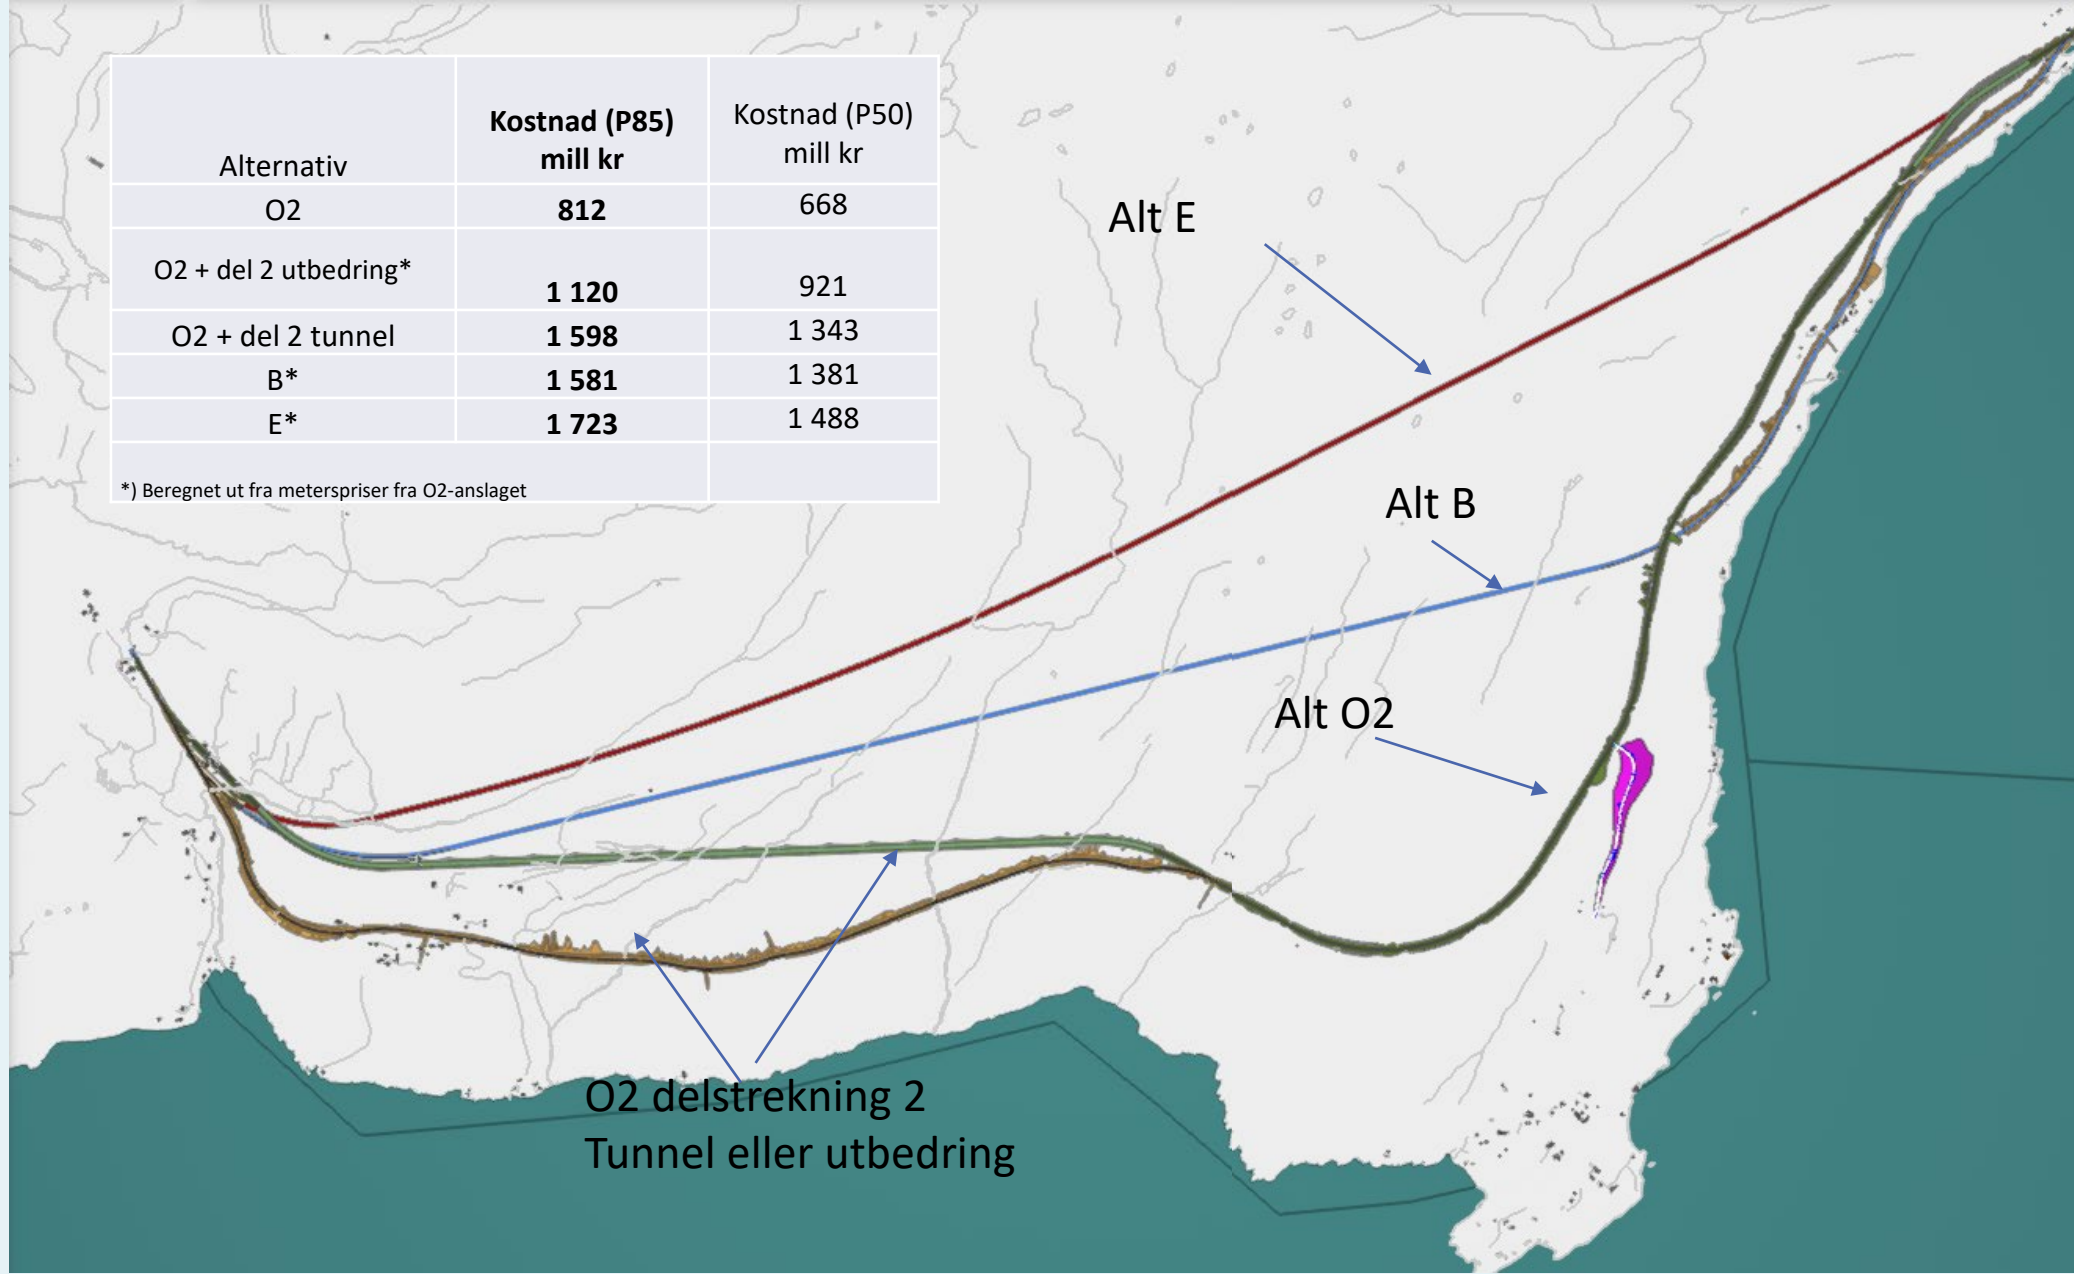 Alternativ
Kostnad (P85)
mill kr
Kostnad (P50)
mill kr
O2
812
668
O2 + del 2 utbedring*
1 120
921
O2 + del 2 tunnel
1 598
1 343
B*
1 581
1 381
E*
1 723
1 488
*) Beregnet ut fra meterspriser fra O2-anslaget
Alt E
Alt B
Alt O2
O2 delstrekning 2
Tunnel eller utbedring